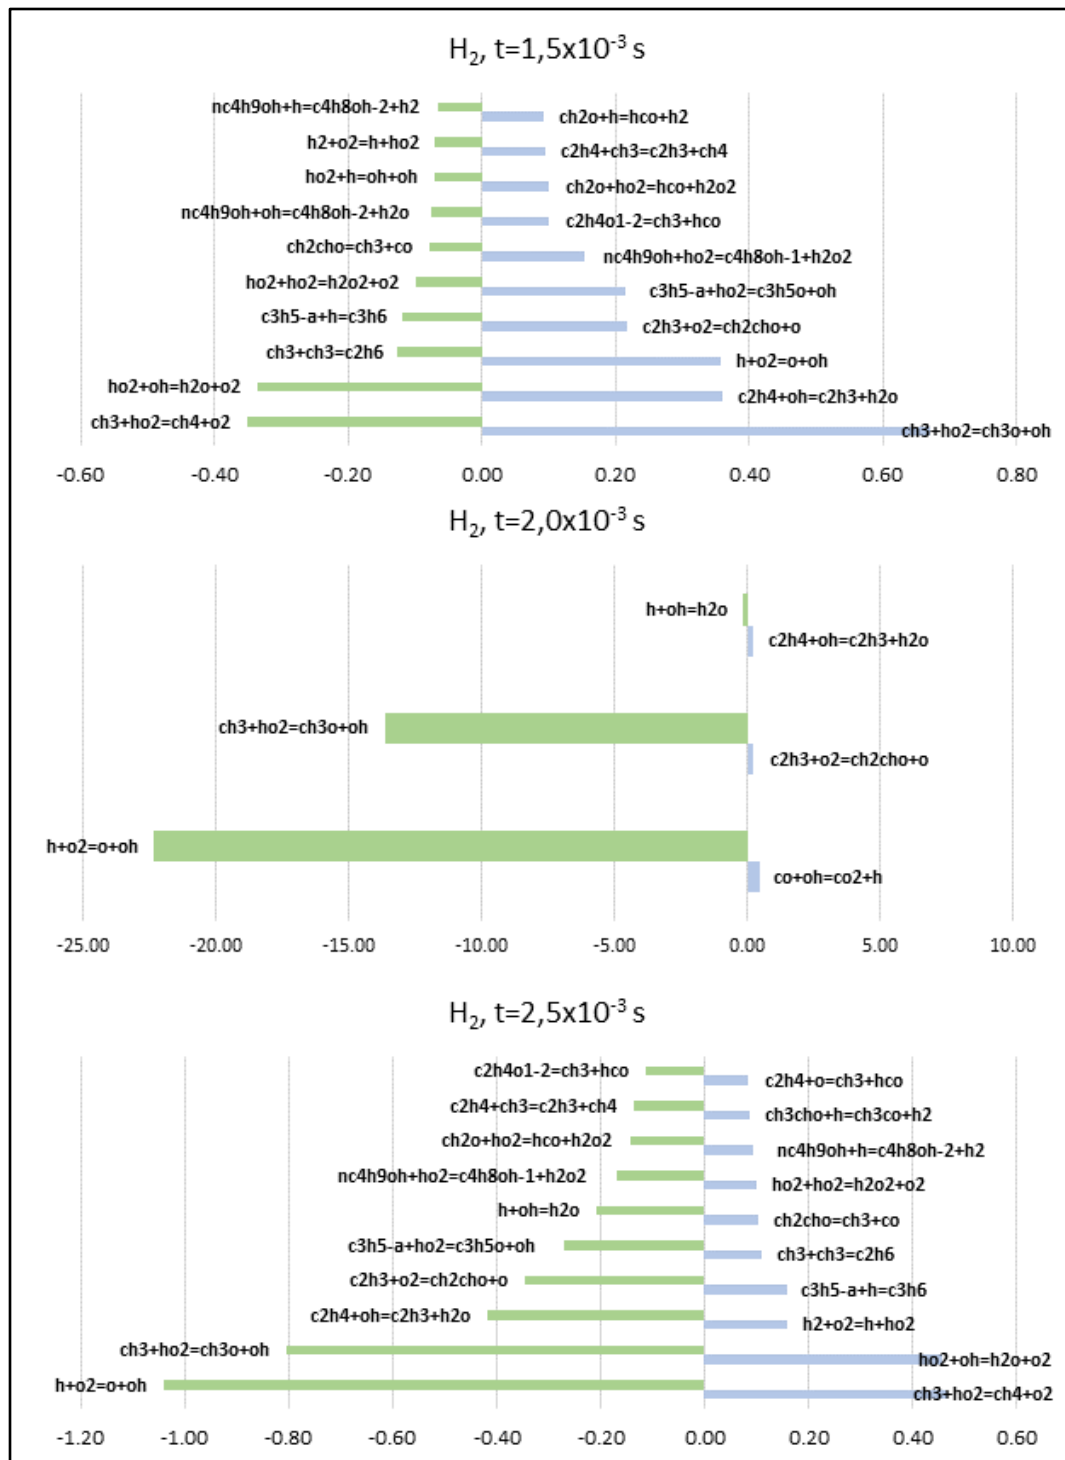 H₂, t=1,5x10⁻³ s
nc4h9oh+h=c4h8oh-2+h2
ch2o+h=hco+h2
h2+o2=h+ho2
c2h4+ch3=c2h3+ch4
ho2+h=oh+oh
ch2o+ho2=hco+h2o2
nc4h9oh+oh=c4h8oh-2+h2o
c2h4o1-2=ch3+hco
ch2cho=ch3+co
nc4h9oh+ho2=c4h8oh-1+h2o2
ho2+ho2=h2o2+o2
c3h5-a+ho2=c3h5o+oh
c3h5-a+h=c3h6
c2h3+o2=ch2cho+o
ch3+ch3=c2h6
h+o2=o+oh
ho2+oh=h2o+o2
c2h4+oh=c2h3+h2o
ch3+ho2=ch4+o2
ch3+ho2=ch3o+oh
-0.60 -0.40 -0.20 0.00 0.20 0.40 0.60 0.80
H₂, t=2,0x10⁻³ s
h+oh=h2o
c2h4+oh=c2h3+h2o
ch3+ho2=ch3o+oh
c2h3+o2=ch2cho+o
h+o2=o+oh
co+oh=co2+h
-25.00 -20.00 -15.00 -10.00 -5.00 0.00 5.00 10.00
H₂, t=2,5x10⁻³ s
c2h4o1-2=ch3+hco
c2h4+o=ch3+hco
c2h4+ch3=c2h3+ch4
ch3cho+h=ch3co+h2
ch2o+ho2=hco+h2o2
nc4h9oh+h=c4h8oh-2+h2
nc4h9oh+ho2=c4h8oh-1+h2o2
ho2+ho2=h2o2+o2
h+oh=h2o
ch2cho=ch3+co
c3h5-a+ho2=c3h5o+oh
ch3+ch3=c2h6
c2h3+o2=ch2cho+o
c3h5-a+h=c3h6
c2h4+oh=c2h3+h2o
h2+o2=h+ho2
ch3+ho2=ch3o+oh
ho2+oh=h2o+o2
h+o2=o+oh
ch3+ho2=ch4+o2
-1.20 -1.00 -0.80 -0.60 -0.40 -0.20 0.00 0.20 0.40 0.60